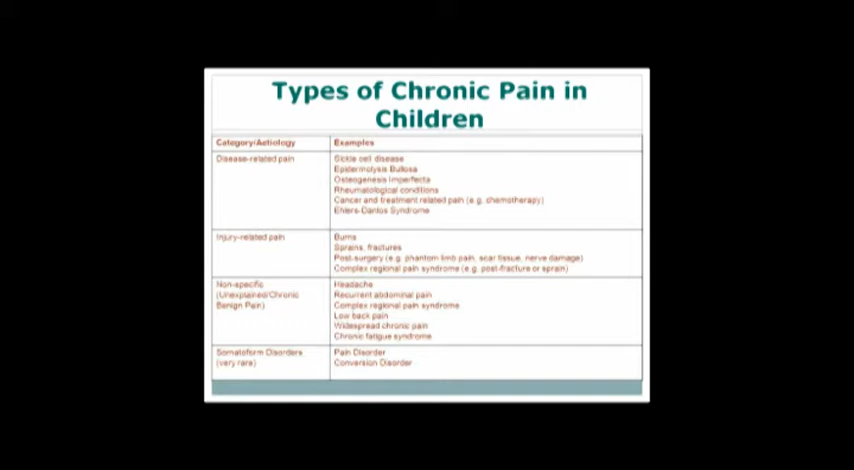 Types of Chronic Pain in
Children
Category/Aetiology
Examples
Disease-related pain
Sickle cell disease
Epidermolysis Bullosa
Osteogenesis Imperfecta
Rheumatological conditions
Cancer and treatment related pain (e.g. chemotherapy)
Ehlers-Danlos Syndrome
Injury-related pain
Burns
Sprains, fractures
Post-surgery (e.g. phantom limb pain, scar tissue, nerve damage)
Complex regional pain syndrome (e.g. post-fracture or sprain)
Non-specific
(Unexplained/Chronic
Benign Pain)
Headache
Recurrent abdominal pain
Complex regional pain syndrome
Low back pain
Widespread chronic pain
Chronic fatigue syndrome
Somatoform Disorders
(very rare)
Pain Disorder
Conversion Disorder